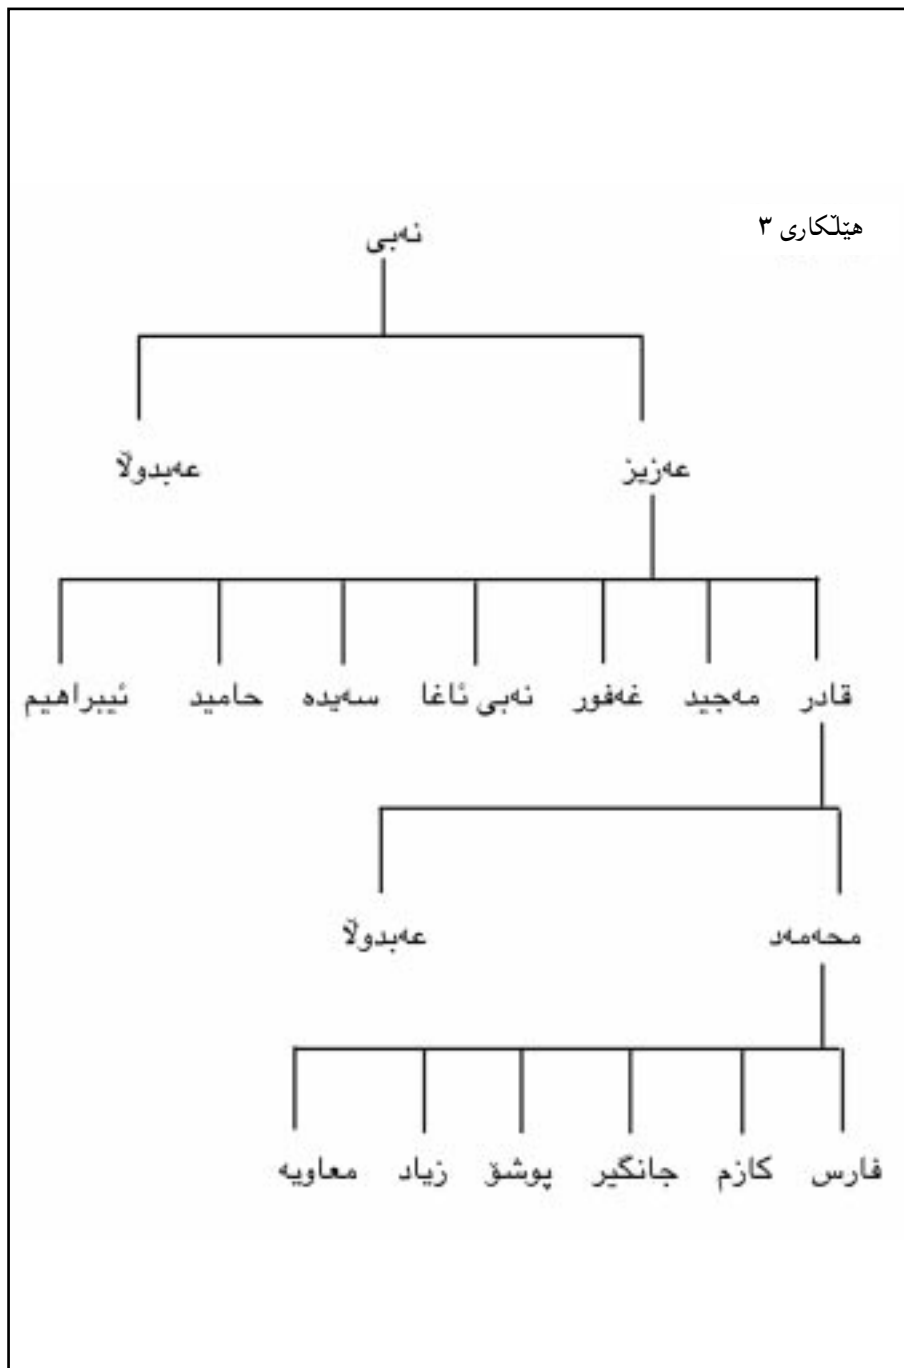 هێڵکاری ٣
نەبی
عەزیز عەبدوڵا
قادر مەجید غەفور نەبی ئاغا سەیدە حامید ئیبراهیم
محەمەد عەبدوڵا
فارس کازم جانگیر پوشۆ زیاد معاویە